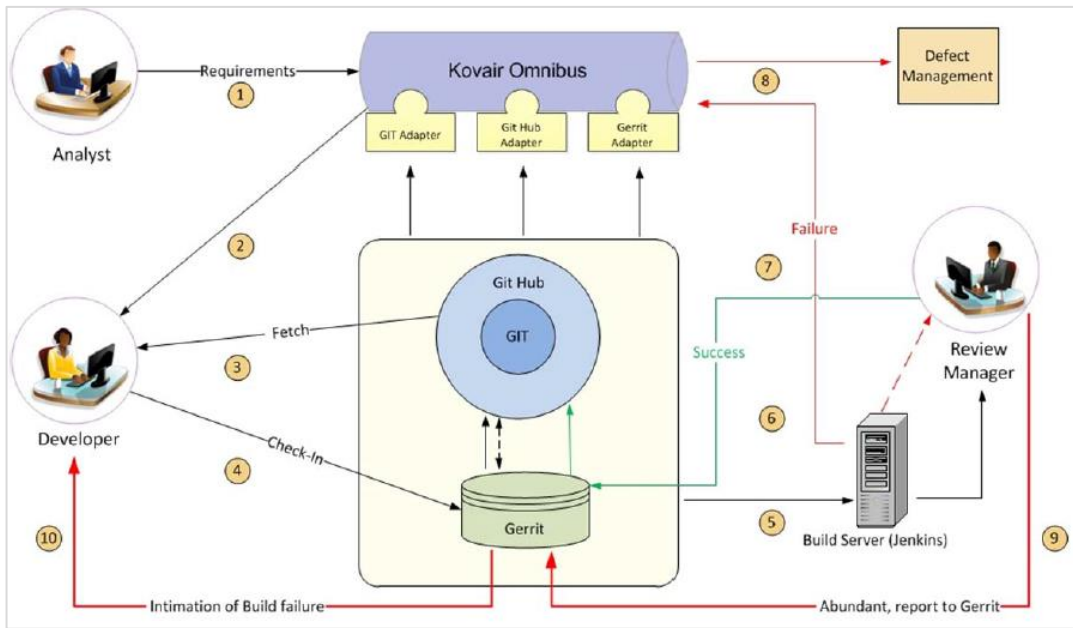 Kovair Omnibus
Requirements
1
8
Defect
Management
GIT Adapter
Git Hub
Adapter
Gerrit
Adapter
Analyst
2
Failure
7
Git Hub
GIT
Fetch
3
Success
Review
Manager
Developer
6
Check-In
4
Gerrit
5
Build Server (Jenkins)
10
9
Intimation of Build failure
Abundant, report to Gerrit